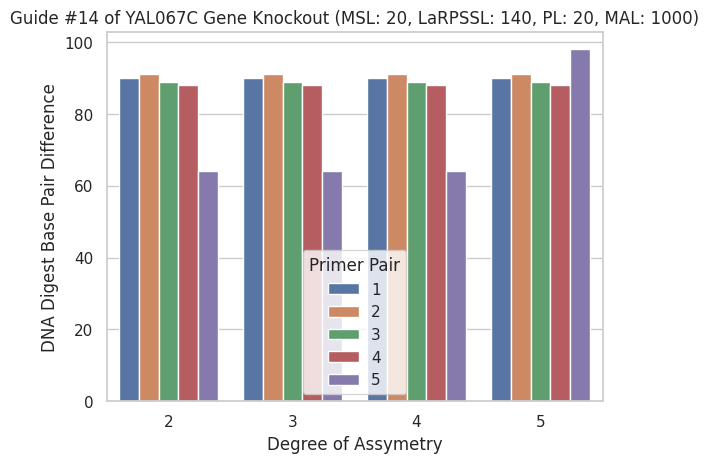 Guide #14 of YAL067C Gene Knockout (MSL: 20, LaRPSSL: 140, PL: 20, MAL: 1000)
100
80
60
40
20
0
DNA Digest Base Pair Difference
Primer Pair
1
2
3
4
5
2 3 4 5
Degree of Assymetry